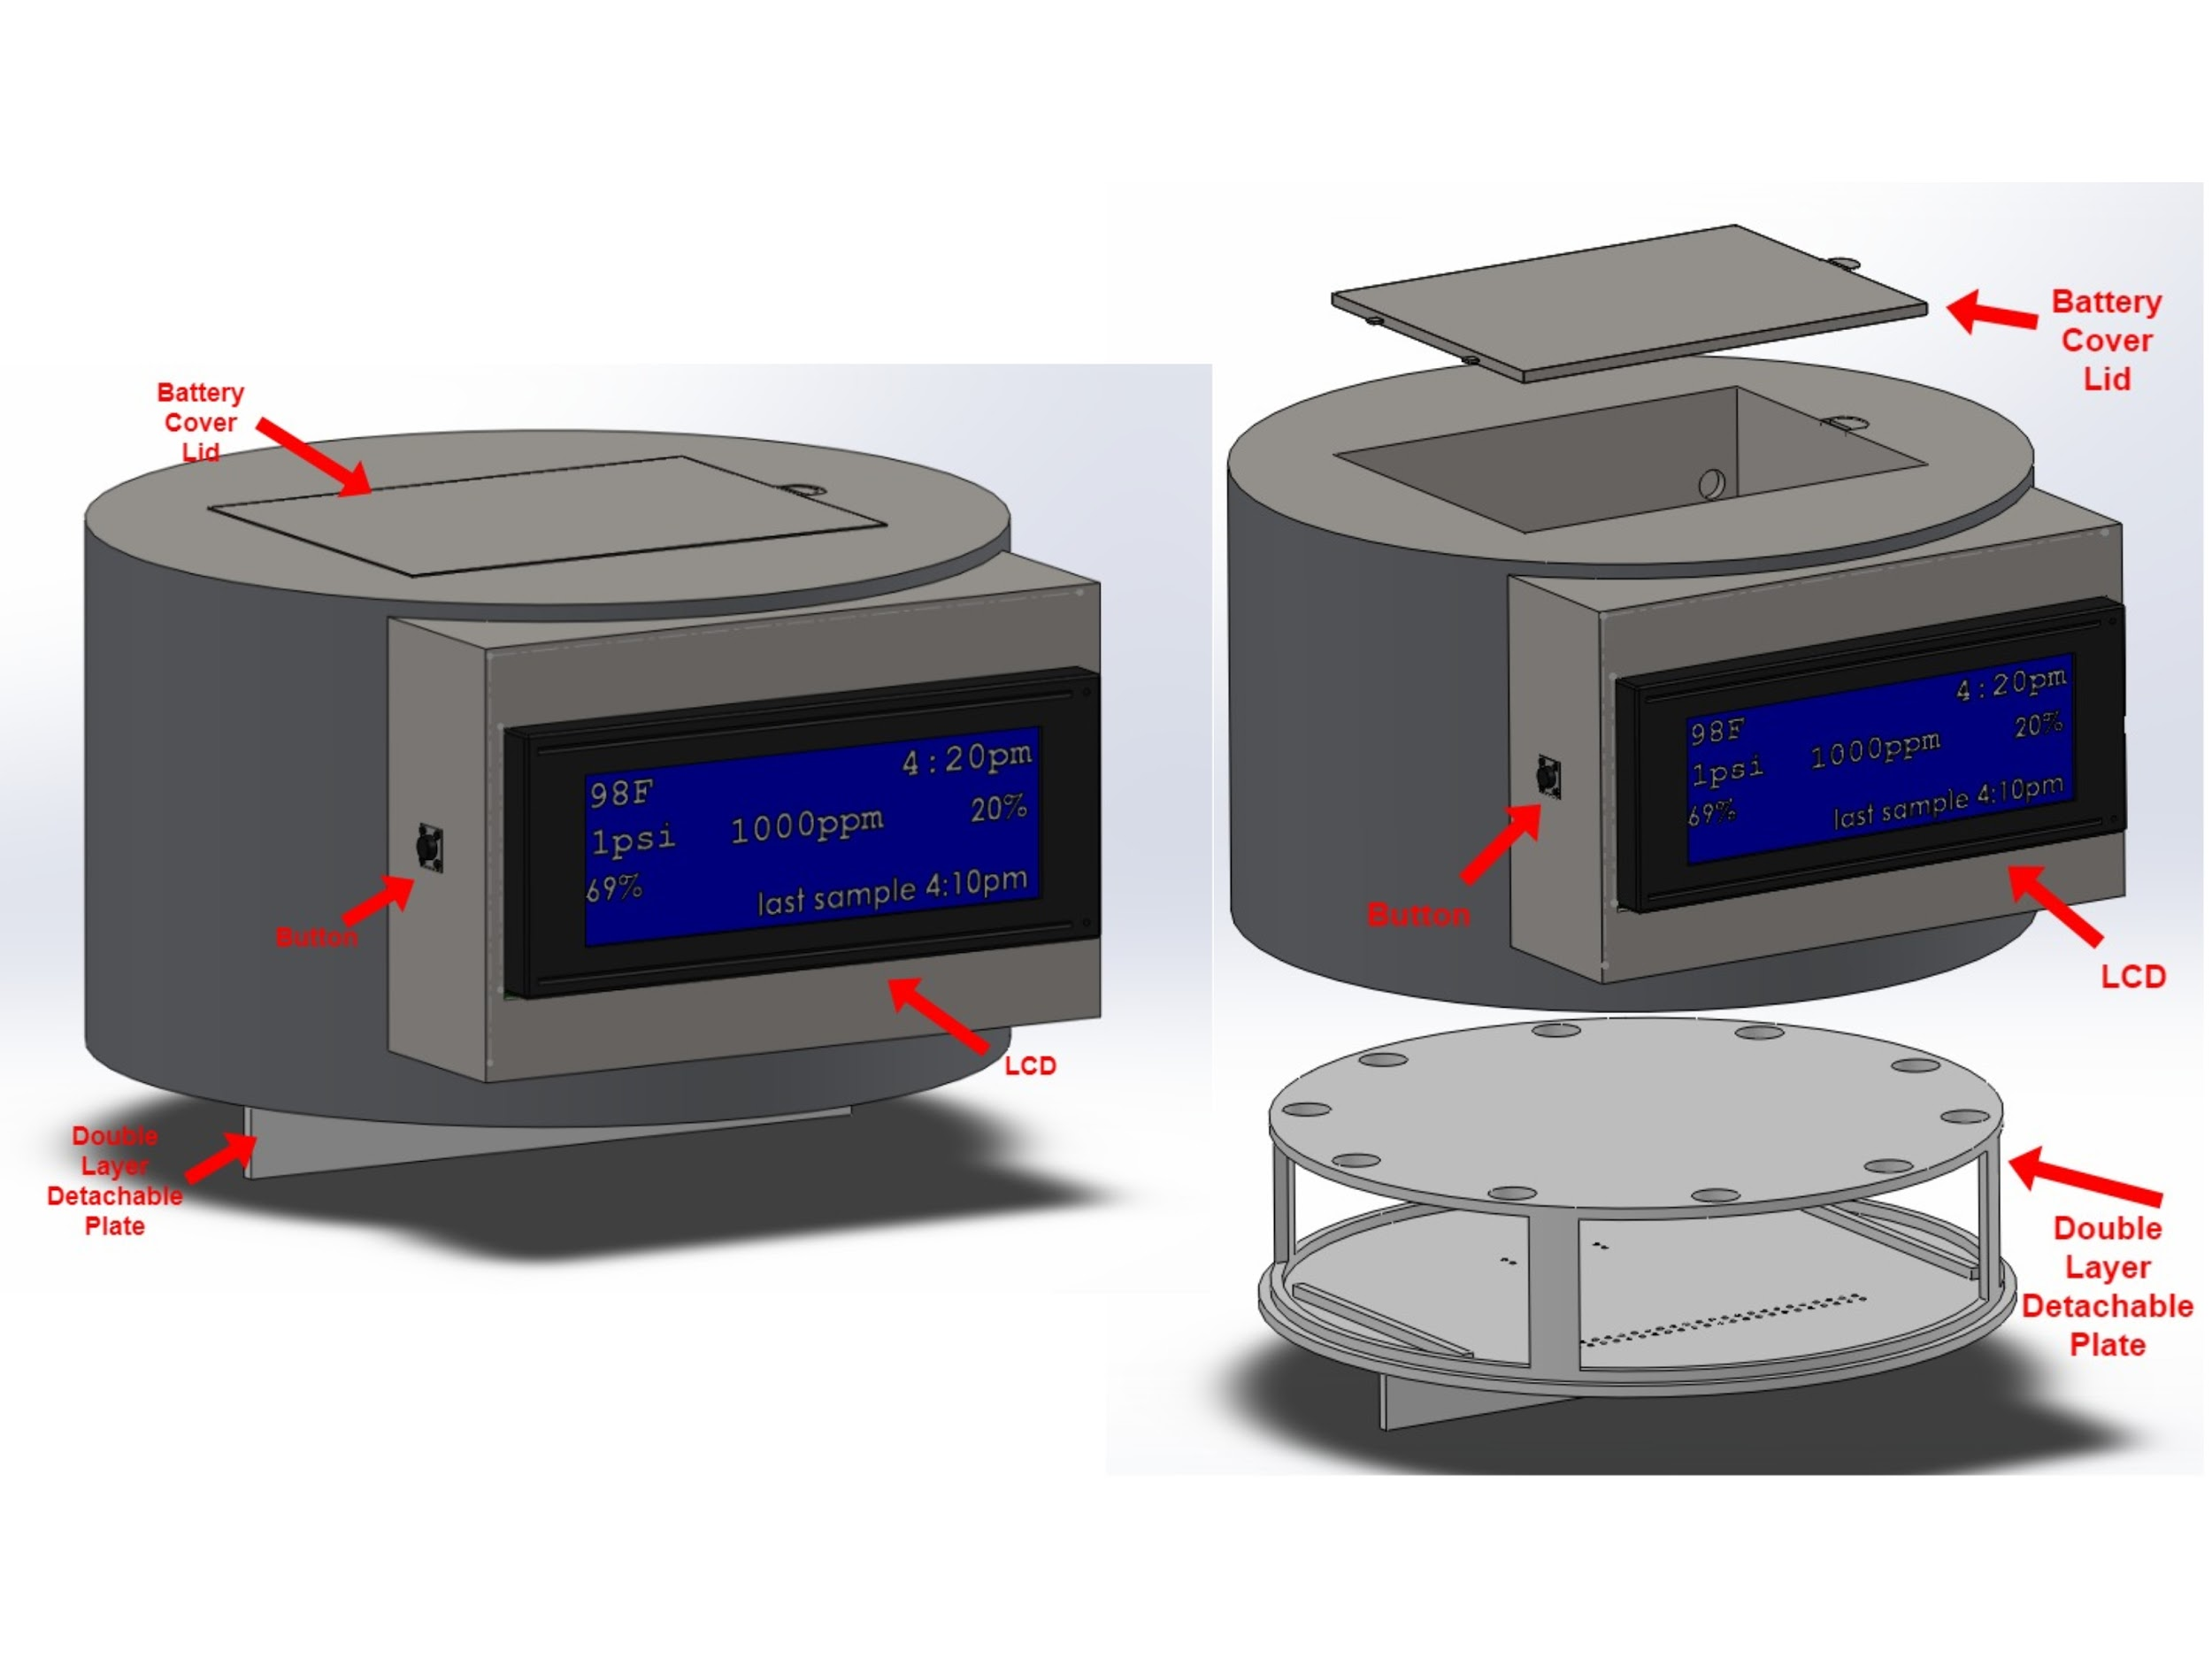 Battery
Cover
Lid
98F
4:20pm
1psi
1000ppm
20%
69%
last sample 4:10pm
Button
LCD
Double
Layer
Detachable
Plate
Battery
Cover
Lid
98F
4:20pm
1psi
1000ppm
20%
69%
last sample 4:10pm
Button
LCD
Double
Layer
Detachable
Plate